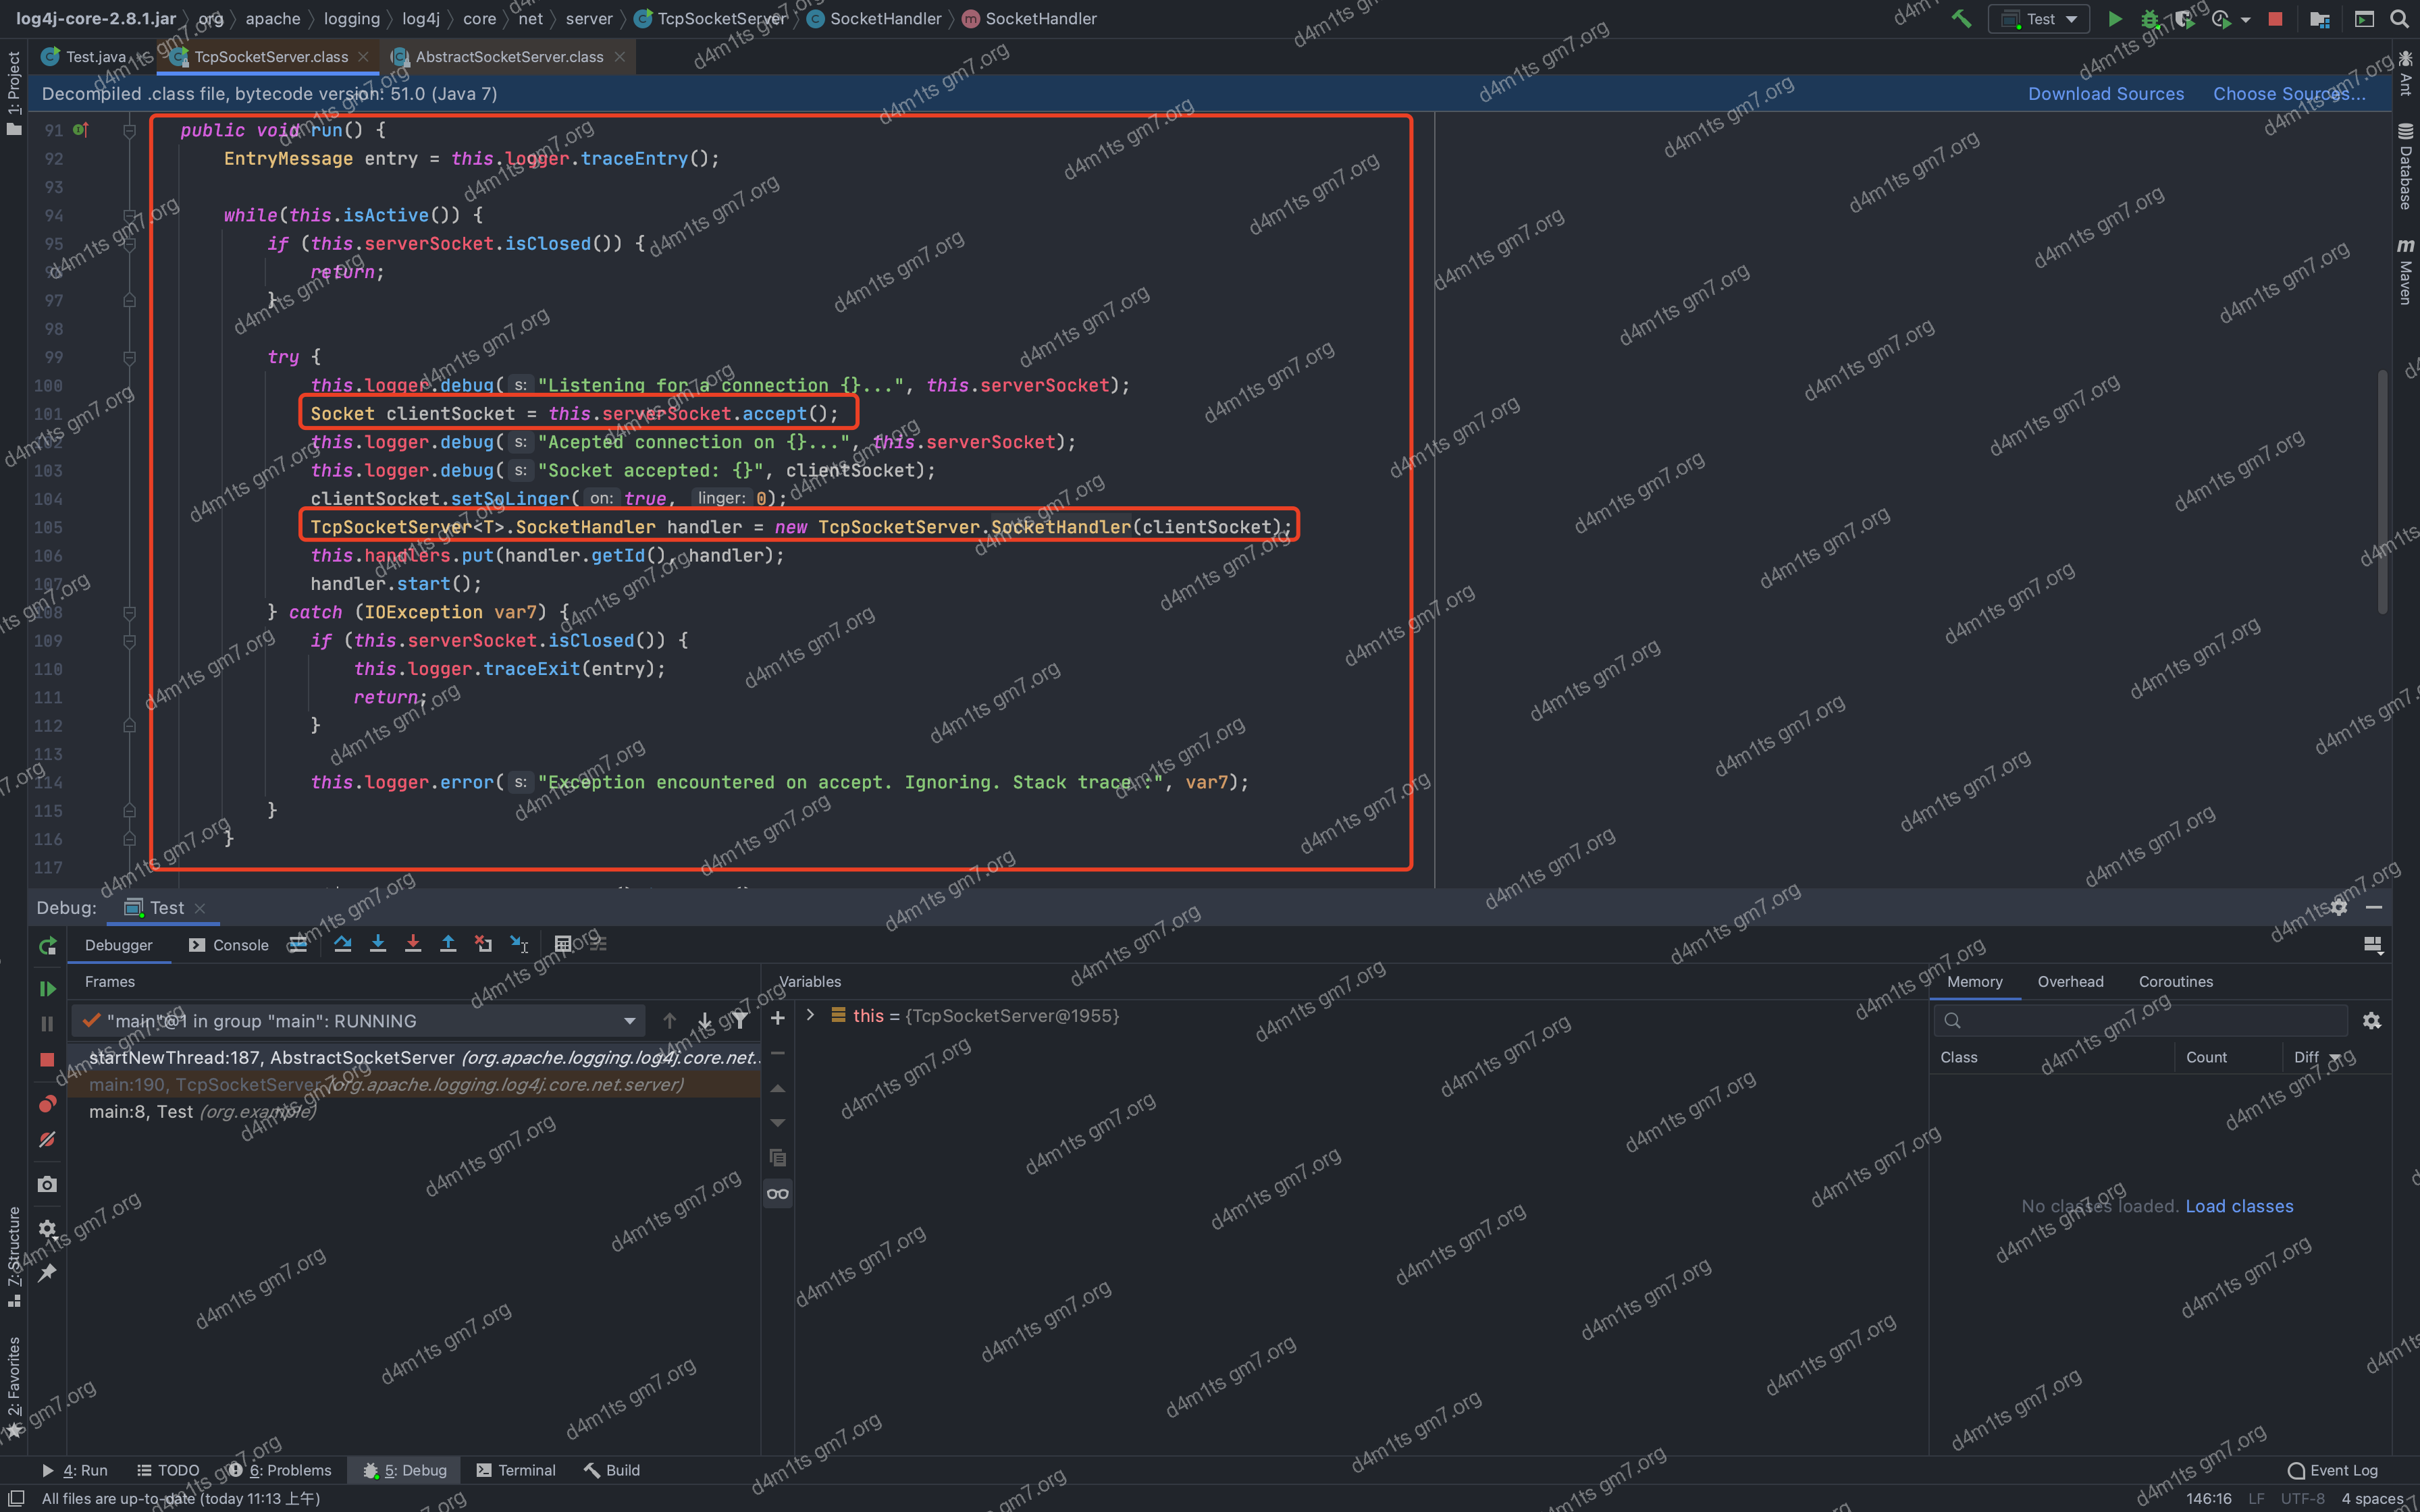 log4j-core-2.8.1.jar org apache logging log4j core net server TcpSocketServer SocketHandler SocketHandler
Test
Test.java TcpSocketServer.class AbstractSocketServer.class
Decompiled .class file, bytecode version: 51.0 (Java 7)
Download Sources Choose Sources...
1: Project
Ant
Database
Maven
91 public void run() {
92 EntryMessage entry = this.logger.traceEntry();
93
94 while(this.isActive()) {
95 if (this.serverSocket.isClosed()) {
return;
97 }
98
99 try {
100 this.logger.debug( s: "Listening for a connection {}...", this.serverSocket);
101 Socket clientSocket = this.serverSocket.accept();
102 this.logger.debug( s: "Acepted connection on {}...", this.serverSocket);
103 this.logger.debug( s: "Socket accepted: {}", clientSocket);
104 clientSocket.setSoLinger( on: true, linger: 0);
105 TcpSocketServer<T>.SocketHandler handler = new TcpSocketServer.SocketHandler(clientSocket);
106 this.handlers.put(handler.getId(), handler);
107 handler.start();
108 } catch (IOException var7) {
109 if (this.serverSocket.isClosed()) {
110 this.logger.traceExit(entry);
111 return;
112 }
113
114 this.logger.error( s: "Exception encountered on accept. Ignoring. Stack trace :", var7);
115 }
116 }
117
Debug: Test
Debugger Console
Frames
Variables
Memory Overhead Coroutines
"main"@1 in group "main": RUNNING
this = {TcpSocketServer@1955}
startNewThread:187, AbstractSocketServer (org.apache.logging.log4j.core.net.
main:190, TcpSocketServer (org.apache.logging.log4j.core.net.server)
main:8, Test (org.example)
Class Count Diff
No classes loaded. Load classes
7: Structure
2: Favorites
4: Run TODO 6: Problems 5: Debug Terminal Build
Event Log
All files are up-to-date (today 11:13 上午)
146:16 LF UTF-8 4 spaces
d4m1ts gm7.org